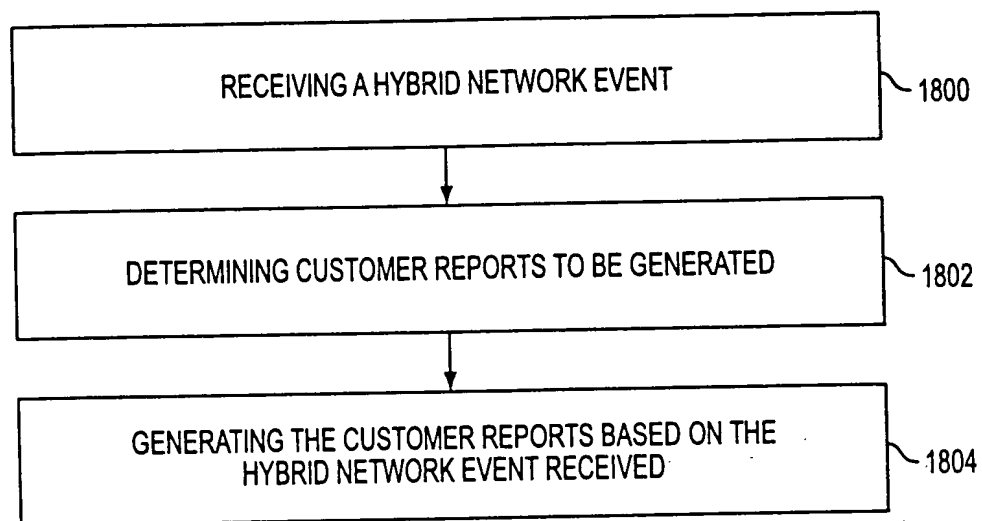 RECEIVING A HYBRID NETWORK EVENT
1800
DETERMINING CUSTOMER REPORTS TO BE GENERATED
1802
GENERATING THE CUSTOMER REPORTS BASED ON THE
HYBRID NETWORK EVENT RECEIVED
1804